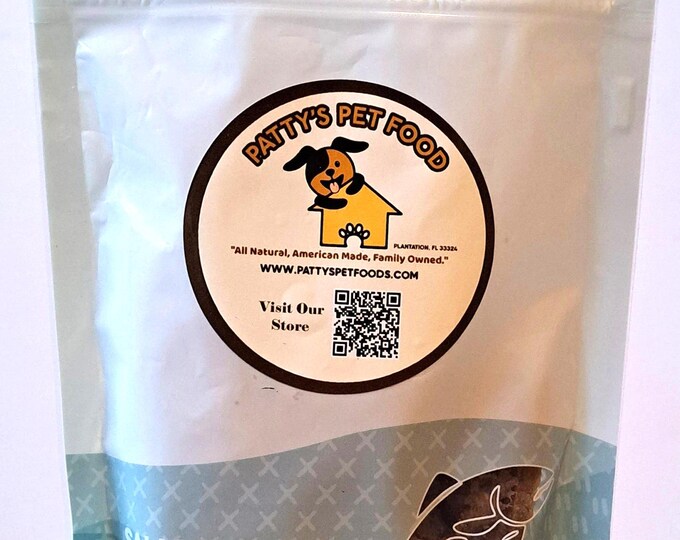 PATTY'S PET FOOD
PLANTATION, FL 33324
"All Natural, American Made, Family Owned."
WWW.PATTYSPETFOODS.COM
Visit Our
Store